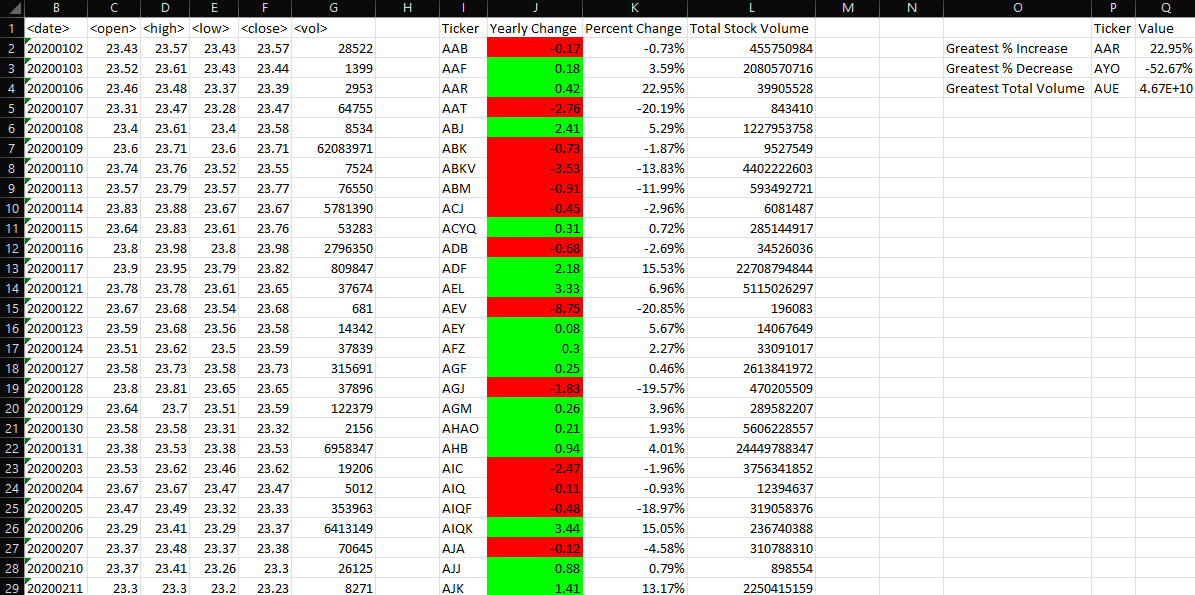 B C D E F G H I J K L M N O P Q
1 <date> <open> <high> <low> <close> <vol> Ticker Yearly Change Percent Change Total Stock Volume Ticker Value
2 20200102 23.43 23.57 23.43 23.57 28522 AAB -0.17 -0.73% 455750984 Greatest % Increase AAR 22.95%
3 20200103 23.52 23.61 23.43 23.44 1399 AAF 0.18 3.59% 2080570716 Greatest % Decrease AYO -52.67%
4 20200106 23.46 23.48 23.37 23.39 2953 AAR 0.42 22.95% 39905528 Greatest Total Volume AUE 4.67E+10
5 20200107 23.31 23.47 23.28 23.47 64755 AAT -2.76 -20.19% 843410
6 20200108 23.4 23.61 23.4 23.58 8534 ABJ 2.41 5.29% 1227953758
7 20200109 23.6 23.71 23.6 23.71 62083971 ABK -0.73 -1.87% 9527549
8 20200110 23.74 23.76 23.52 23.55 7524 ABKV -3.53 -13.83% 4402222603
9 20200113 23.57 23.79 23.57 23.77 76550 ABM -0.91 -11.99% 593492721
10 20200114 23.83 23.88 23.67 23.67 5781390 ACJ -0.45 -2.96% 6081487
11 20200115 23.64 23.83 23.61 23.76 53283 ACYQ 0.31 0.72% 285144917
12 20200116 23.8 23.98 23.8 23.98 2796350 ADB -0.68 -2.69% 34526036
13 20200117 23.9 23.95 23.79 23.82 809847 ADF 2.18 15.53% 22708794844
14 20200121 23.78 23.78 23.61 23.65 37674 AEL 3.33 6.96% 5115026297
15 20200122 23.67 23.68 23.54 23.68 681 AEV -8.75 -20.85% 196083
16 20200123 23.59 23.68 23.56 23.58 14342 AEY 0.08 5.67% 14067649
17 20200124 23.51 23.62 23.5 23.59 37839 AFZ 0.3 2.27% 33091017
18 20200127 23.58 23.73 23.58 23.73 315691 AGF 0.25 0.46% 2613841972
19 20200128 23.8 23.81 23.65 23.65 37896 AGJ -1.83 -19.57% 470205509
20 20200129 23.64 23.7 23.51 23.59 122379 AGM 0.26 3.96% 289582207
21 20200130 23.58 23.58 23.31 23.32 2156 AHAO 0.21 1.93% 5606228557
22 20200131 23.38 23.53 23.38 23.53 6958347 AHB 0.94 4.01% 24449788347
23 20200203 23.53 23.62 23.46 23.62 19206 AIC -2.47 -1.96% 3756341852
24 20200204 23.67 23.67 23.47 23.47 5012 AIQ -0.11 -0.93% 12394637
25 20200205 23.47 23.49 23.32 23.33 353963 AIQF -0.48 -18.97% 319058376
26 20200206 23.29 23.41 23.29 23.37 6413149 AIQK 3.44 15.05% 236740388
27 20200207 23.37 23.48 23.37 23.38 70645 AJA -0.12 -4.58% 310788310
28 20200210 23.37 23.41 23.26 23.3 26125 AJJ 0.88 0.79% 898554
29 20200211 23.3 23.3 23.2 23.23 8271 AJK 1.41 13.17% 2250415159